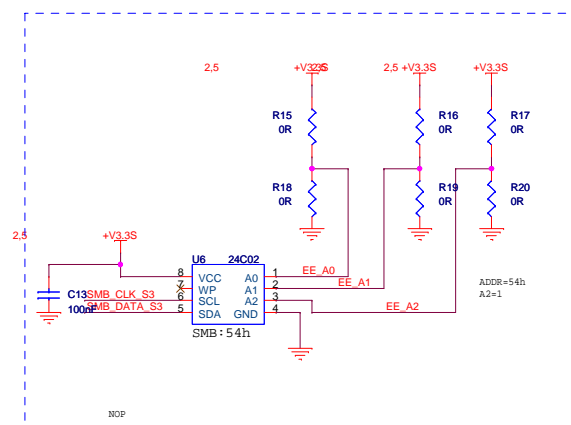 2,5 +V3.3S 2,5 2,5 +V3.3S +V3.3S
R15 R16 R17
0R 0R 0R
R18 R19 R20
0R 0R 0R
2,5 +V3.3S
U6 24C02
EE_A0
EE_A1
EE_A2
8 VCC A0 1
7 WP A1 2
6 SCL A2 3
5 SDA GND 4
C13 SMB_CLK_S3
100nF SMB_DATA_S3
SMB:54h
ADDR=54h
A2=1
NOP